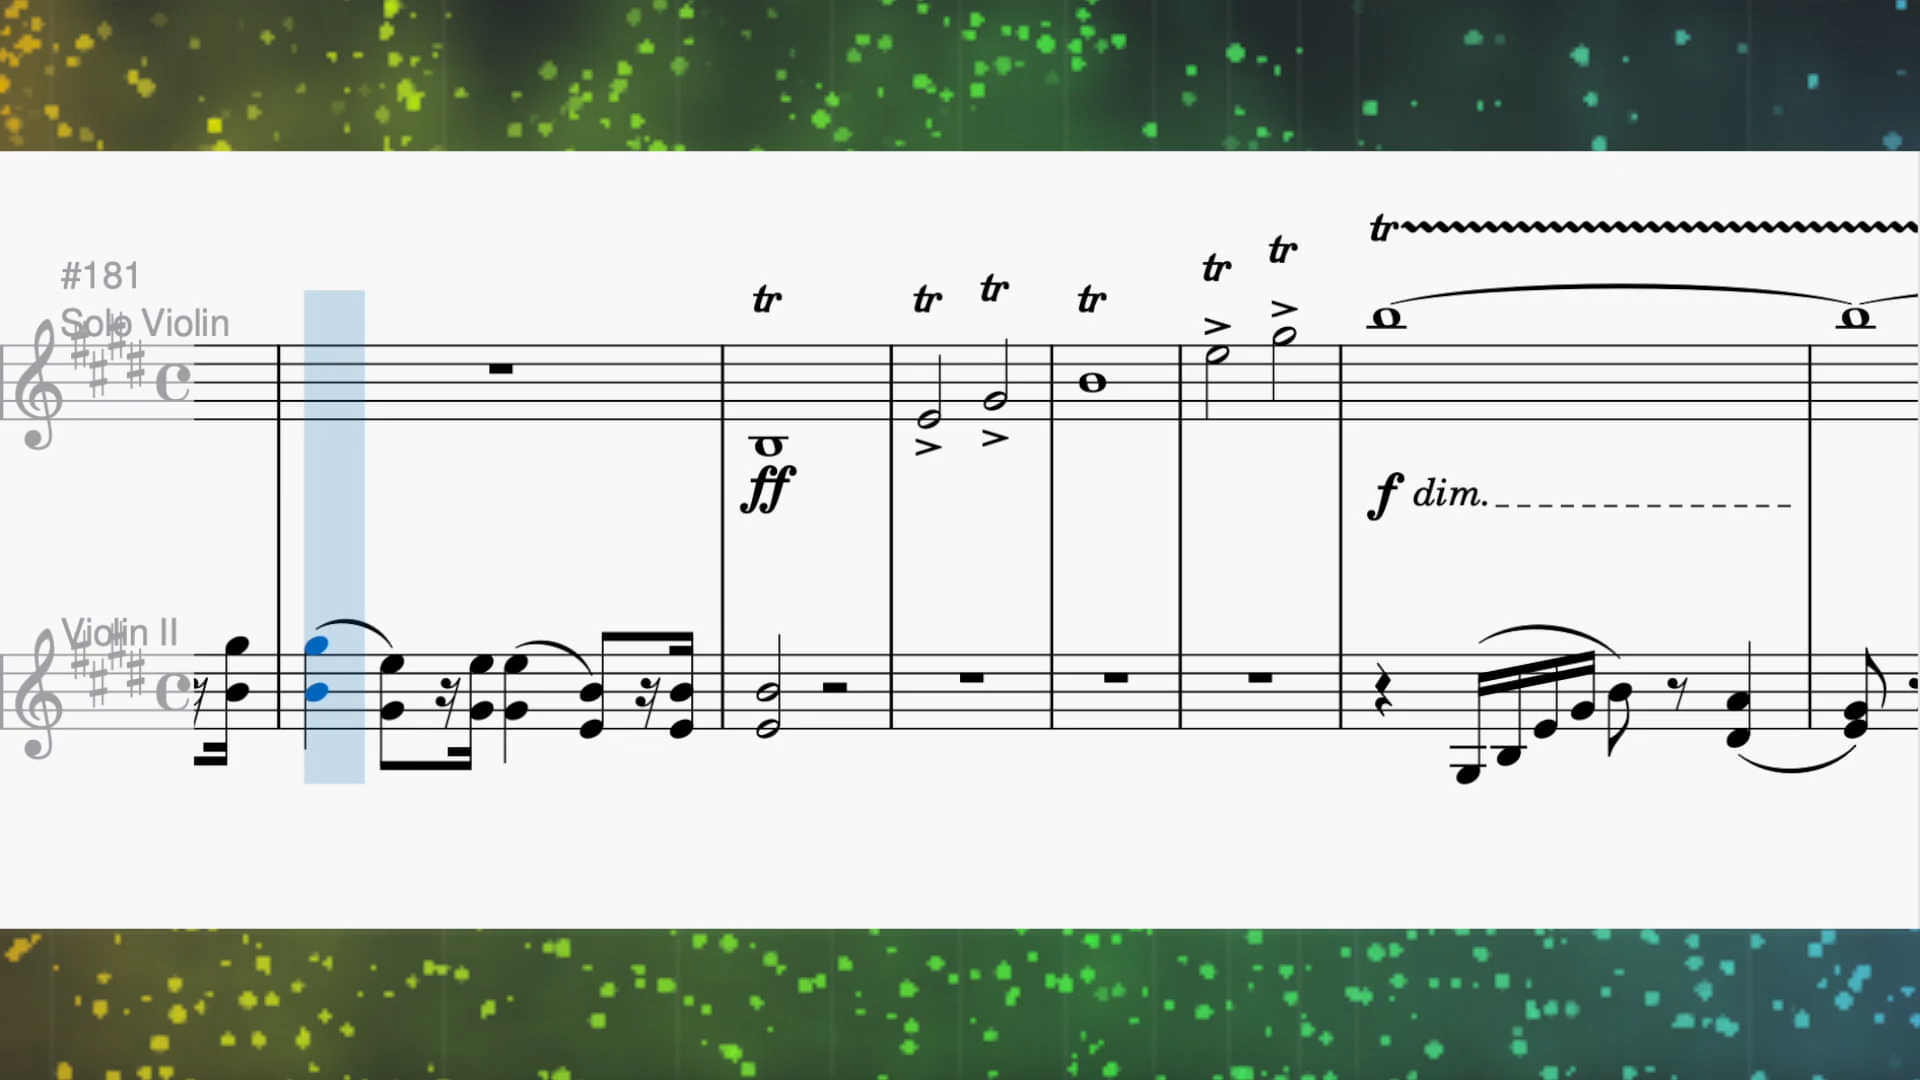 #181
Solo Violin
tr tr tr tr tr tr tr
ff
f dim.
Violin II